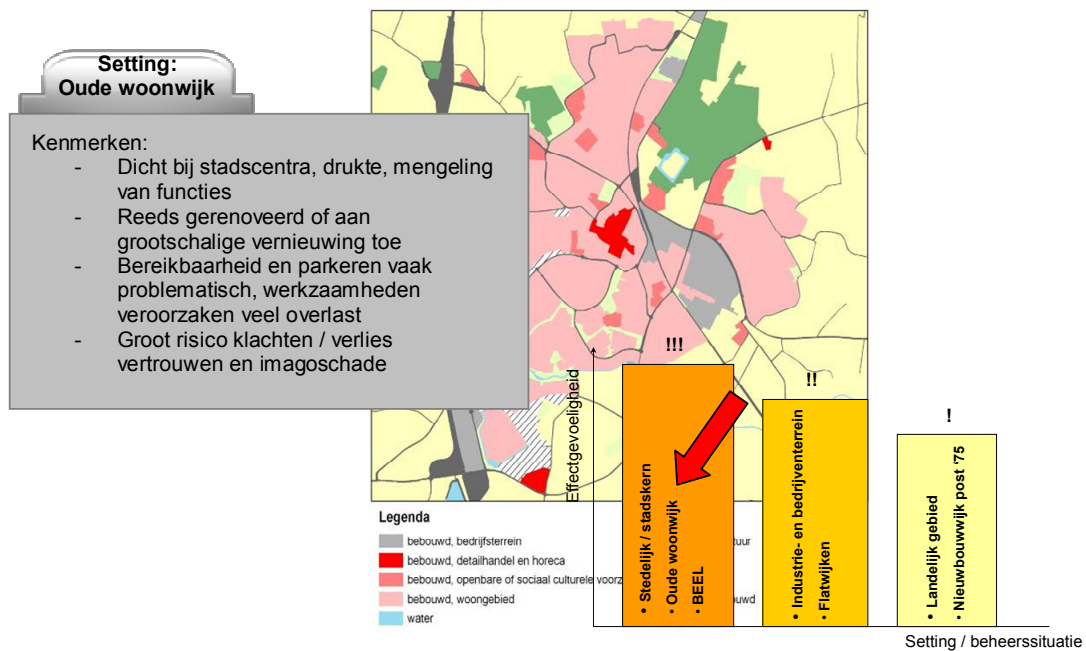 Setting:
Oude woonwijk
Kenmerken:
- Dicht bij stadscentra, drukte, mengeling
van functies
- Reeds gerenoveerd of aan
grootschalige vernieuwing toe
- Bereikbaarheid en parkeren vaak
problematisch, werkzaamheden
veroorzaken veel overlast
- Groot risico klachten / verlies
vertrouwen en imagoschade
Effectgevoeligheid
!!!
• Stedelijk / stadskern
• Oude woonwijk
• BEEL
!!
• Industrie- en bedrijventerrein
• Flatwijken
!
• Landelijk gebied
• Nieuwbouwwijk post '75
Setting / beheerssituatie
Legenda
bebouwd, bedrijfsterrein
bebouwd, detailhandel en horeca
bebouwd, openbare of sociaal culturele voorz
bebouwd, woongebied
water